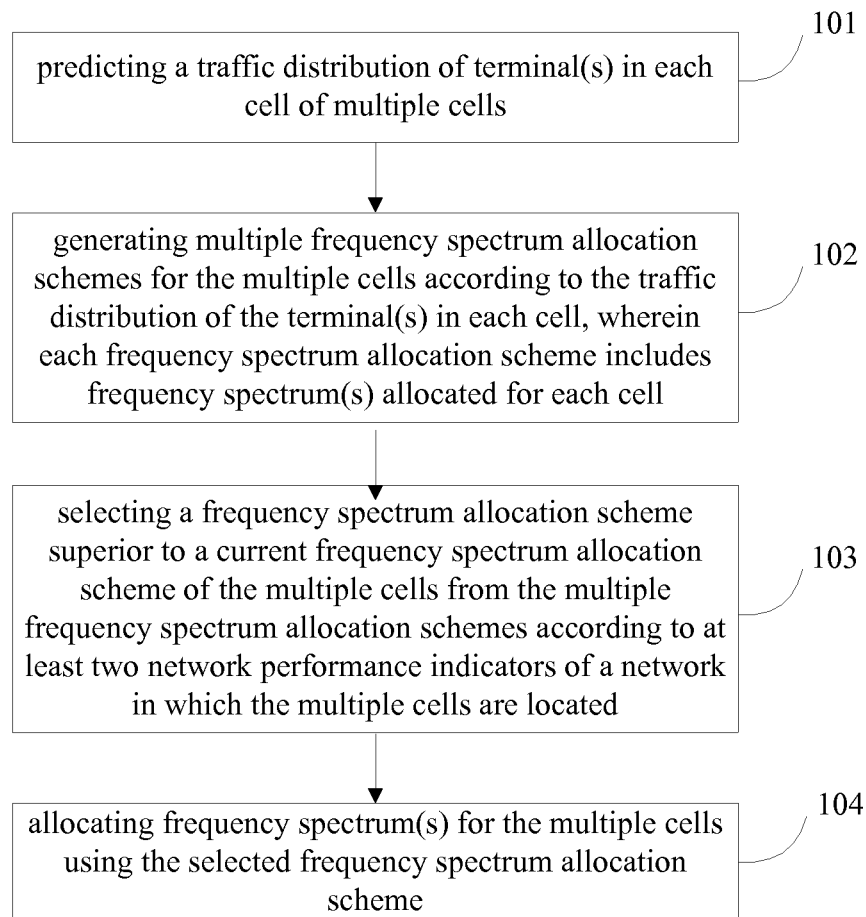 101
predicting a traffic distribution of terminal(s) in each
cell of multiple cells
102
generating multiple frequency spectrum allocation
schemes for the multiple cells according to the traffic
distribution of the terminal(s) in each cell, wherein
each frequency spectrum allocation scheme includes
frequency spectrum(s) allocated for each cell
103
selecting a frequency spectrum allocation scheme
superior to a current frequency spectrum allocation
scheme of the multiple cells from the multiple
frequency spectrum allocation schemes according to at
least two network performance indicators of a network
in which the multiple cells are located
104
allocating frequency spectrum(s) for the multiple cells
using the selected frequency spectrum allocation
scheme